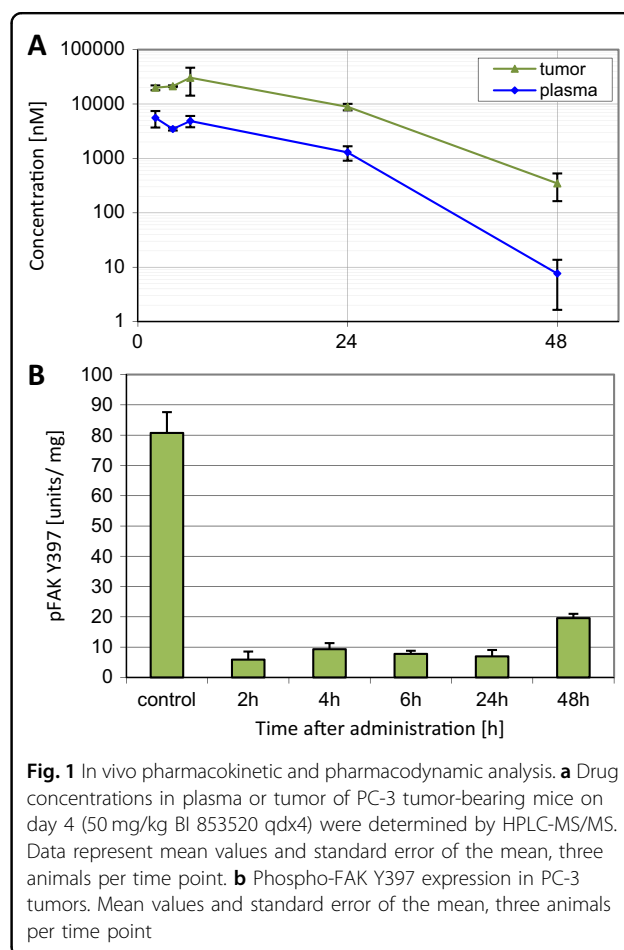 A
100000
10000
1000
100
10
1
Concentration [nM]
tumor
plasma
0
24
48
B
100
90
80
70
60
50
40
30
20
10
0
pFAK Y397 [units/ mg]
control 2h 4h 6h 24h 48h
Time after administration [h]
Fig. 1 In vivo pharmacokinetic and pharmacodynamic analysis. a Drug
concentrations in plasma or tumor of PC-3 tumor-bearing mice on
day 4 (50 mg/kg BI 853520 qdx4) were determined by HPLC-MS/MS.
Data represent mean values and standard error of the mean, three
animals per time point. b Phospho-FAK Y397 expression in PC-3
tumors. Mean values and standard error of the mean, three animals
per time point